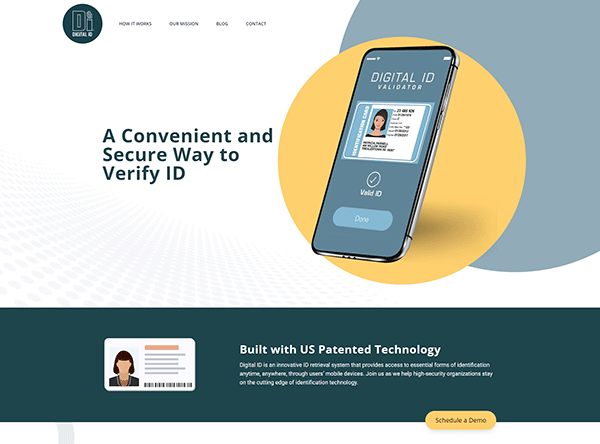 Di
DIGITAL ID
HOW IT WORKS OUR MISSION BLOG CONTACT
A Convenient and
Secure Way to
Verify ID
DIGITAL ID
VALIDATOR
IDENTIFICATION CARD
Valid ID
Done
Built with US Patented Technology
Digital ID is an innovative ID retrieval system that provides access to essential forms of identification
anytime, anywhere, through users' mobile devices. Join us as we help high-security organizations stay
on the cutting edge of identification technology.
Schedule a Demo